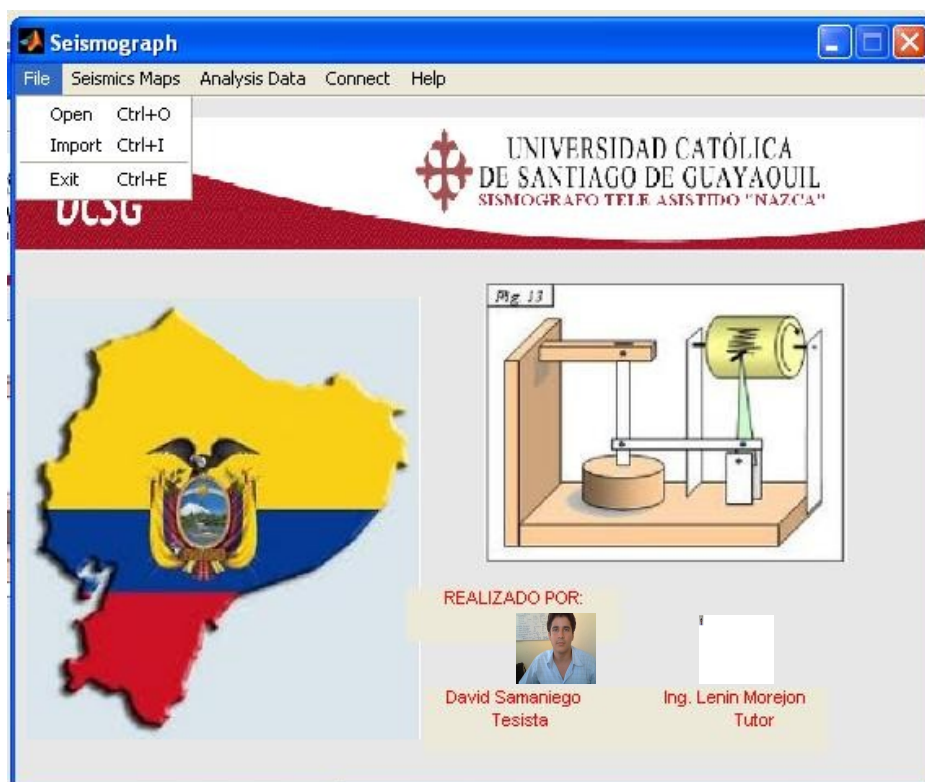 Seismograph
File Seismics Maps Analysis Data Connect Help
Open Ctrl+O
Import Ctrl+I
Exit Ctrl+E
UCSG
UNIVERSIDAD CATÓLICA
DE SANTIAGO DE GUAYAQUIL
SISMOGRAFO TELE ASISTIDO "NAZCA"
Fig 13
REALIZADO POR:
David Samaniego
Tesista
Ing. Lenin Morejon
Tutor